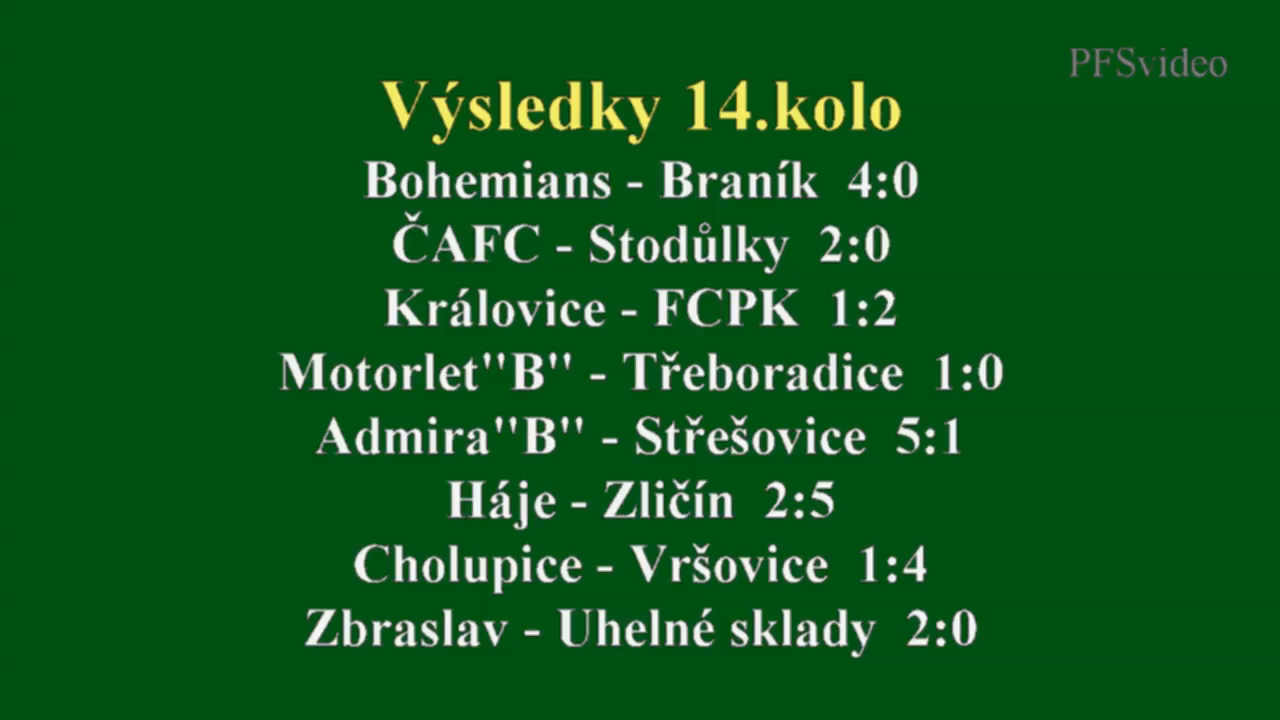 PFSvideo
Výsledky 14.kolo
Bohemians - Braník 4:0
ČAFC - Stodůlky 2:0
Královice - FCPK 1:2
Motorlet"B" - Třeboradice 1:0
Admira"B" - Střešovice 5:1
Háje - Zličín 2:5
Cholupice - Vršovice 1:4
Zbraslav - Uhelné sklady 2:0